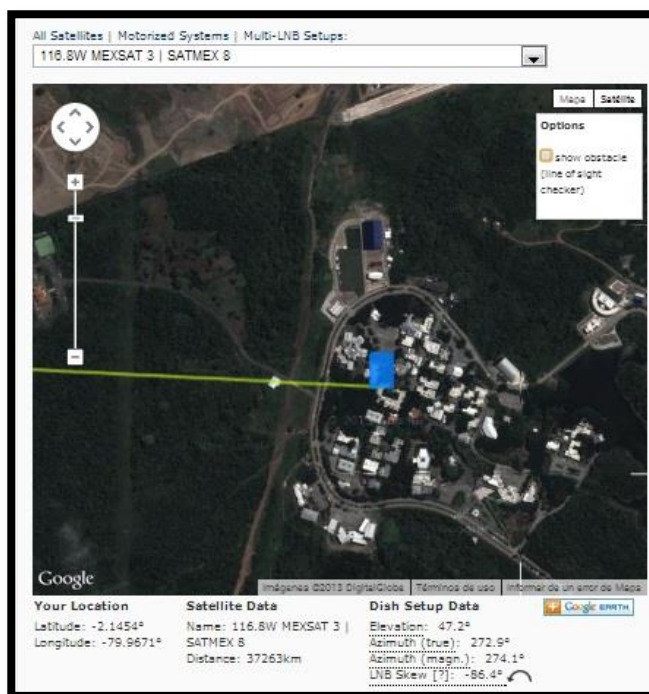 All Satellites | Motorized Systems | Multi-LNB Setups:
116.8W MEXSAT 3 | SATMEX 8
Mapa Satélite
Options
show obstacle
(line of sight
checker)
Google
Imágenes ©2013 DigitalGlobe Términos de uso Informar de un error de Maps
Your Location
Latitude: -2.1454°
Longitude: -79.9671°
Satellite Data
Name: 116.8W MEXSAT 3 |
SATMEX 8
Distance: 37263km
Dish Setup Data
Elevation: 47.2°
Azimuth (true): 272.9°
Azimuth (magn.): 274.1°
LNB Skew [?]: -86.4°
Google EARTH